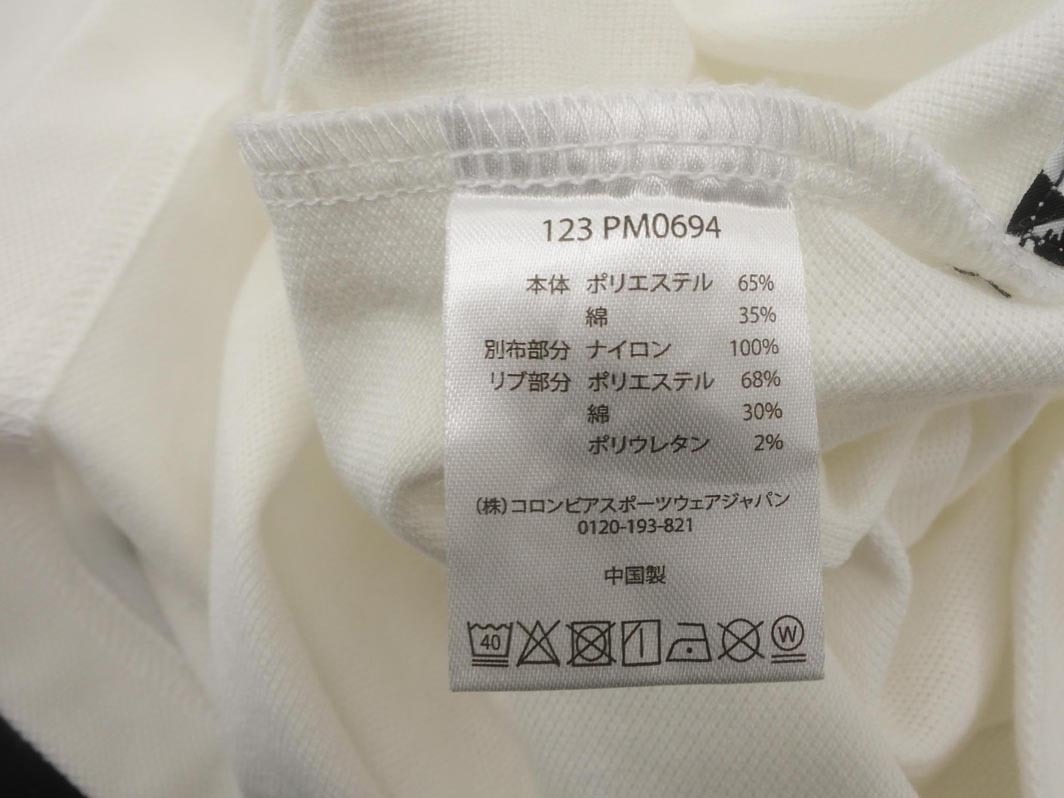 123 PM0694
本体 ポリエステル 65%
綿 35%
別布部分 ナイロン 100%
リブ部分 ポリエステル 68%
綿 30%
ポリウレタン 2%
(株)コロンビアスポーツウェアジャパン
0120-193-821
中国製
40 W